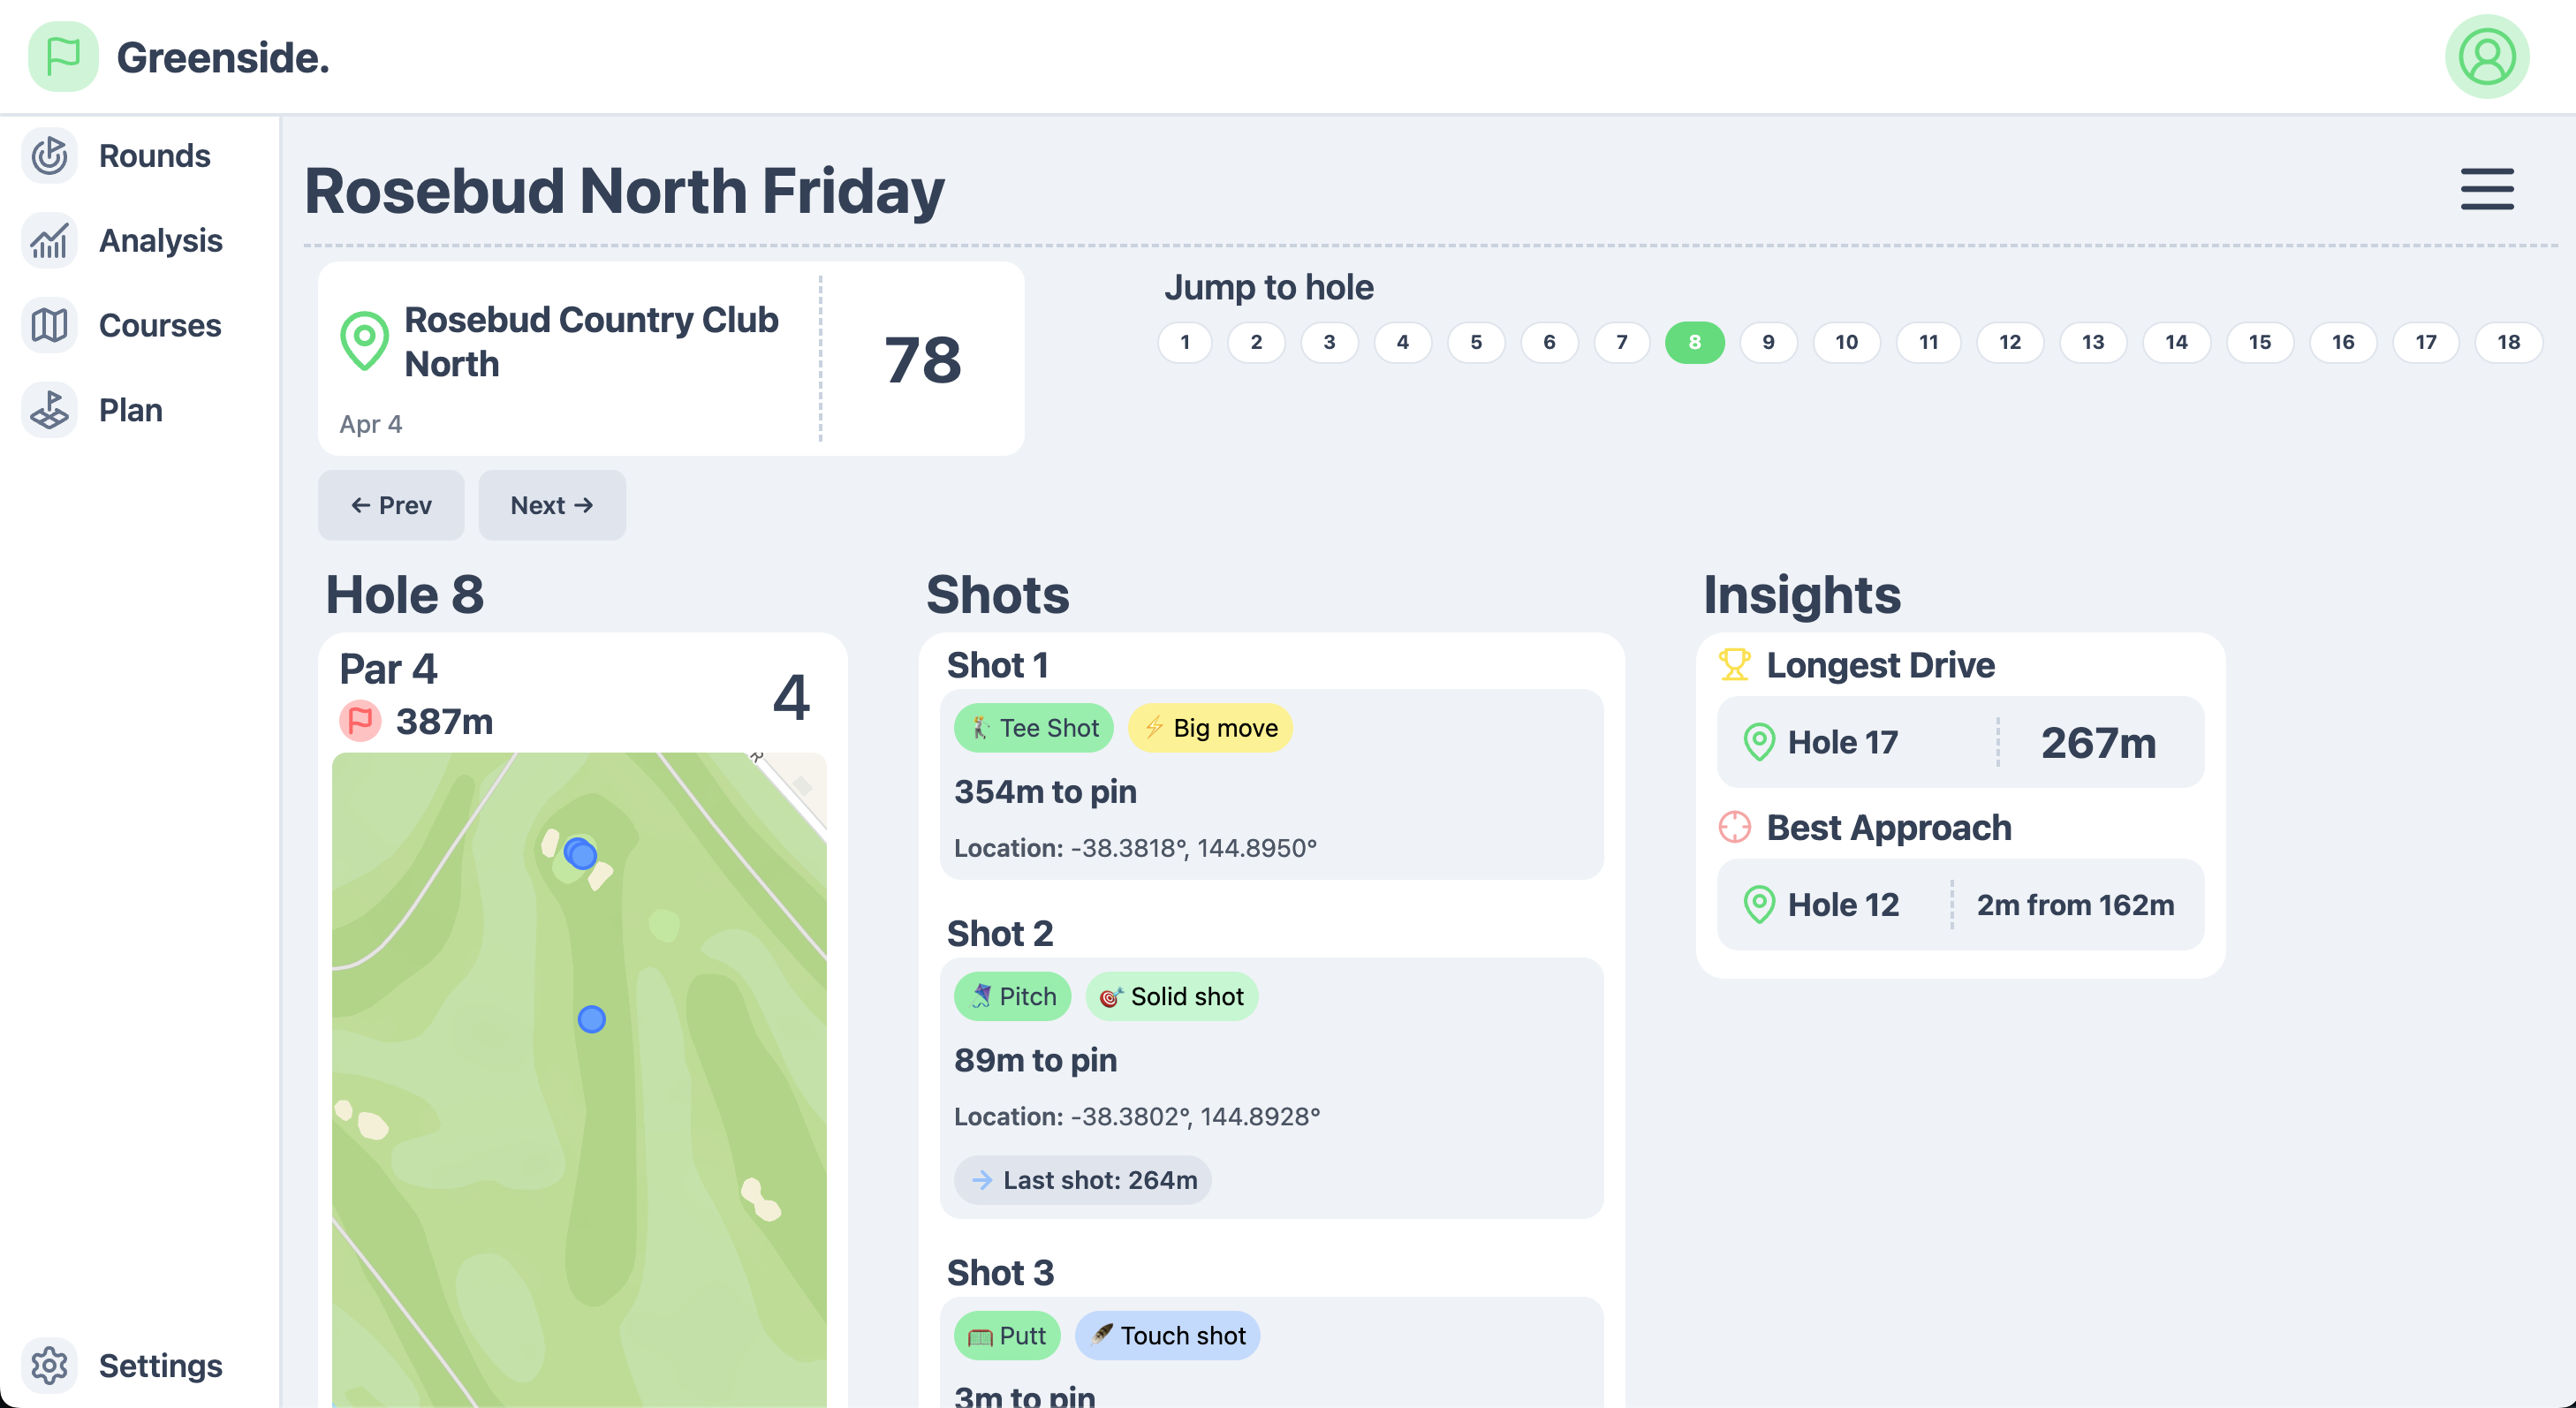 Greenside.
Rounds
Analysis
Courses
Plan
Settings
Rosebud North Friday
Rosebud Country Club
North
Apr 4
78
Jump to hole
1 2 3 4 5 6 7 8 9 10 11 12 13 14 15 16 17 18
← Prev
Next →
Hole 8
Par 4
387m
4
R
Shots
Shot 1
Tee Shot
Big move
354m to pin
Location: -38.3818°, 144.8950°
Shot 2
Pitch
Solid shot
89m to pin
Location: -38.3802°, 144.8928°
→ Last shot: 264m
Shot 3
Putt
Touch shot
3m to pin
Insights
Longest Drive
Hole 17
267m
Best Approach
Hole 12
2m from 162m